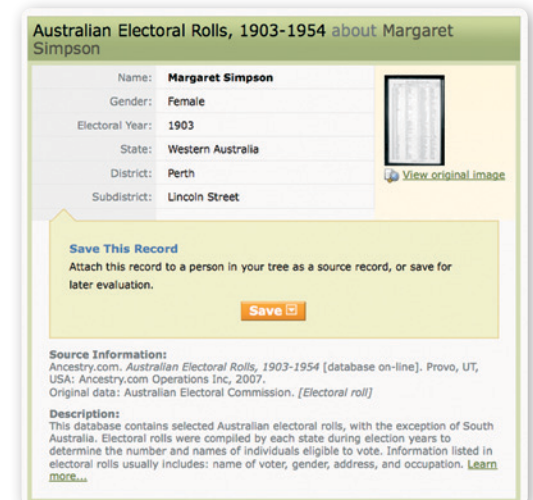 Australian Electoral Rolls, 1903-1954 about Margaret
Simpson
Name: Margaret Simpson
Gender: Female
Electoral Year: 1903
State: Western Australia
District: Perth
Subdistrict: Lincoln Street
View original image
Save This Record
Attach this record to a person in your tree as a source record, or save for
later evaluation.
Save
Source Information:
Ancestry.com. Australian Electoral Rolls, 1903-1954 [database on-line]. Provo, UT,
USA: Ancestry.com Operations Inc, 2007.
Original data: Australian Electoral Commission. [Electoral roll]
Description:
This database contains selected Australian electoral rolls, with the exception of South
Australia. Electoral rolls were compiled by each state during election years to
determine the number and names of individuals eligible to vote. Information listed in
electoral rolls usually includes: name of voter, gender, address, and occupation. Learn
more...